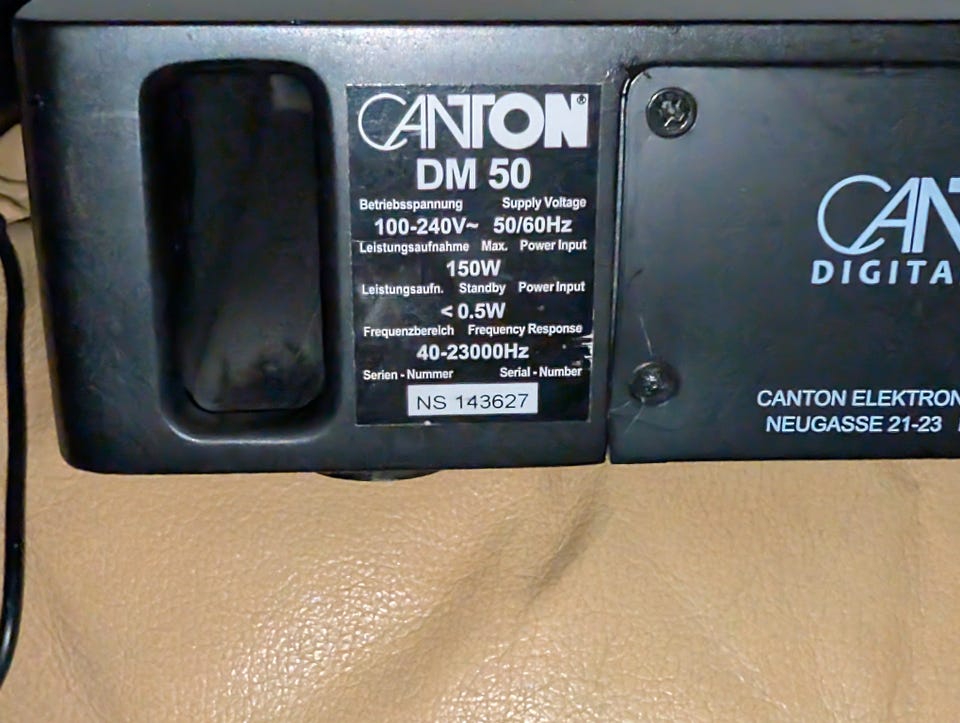 CANTON®
DM 50
Betriebsspannung Supply Voltage
100-240V~ 50/60Hz
Leistungsaufnahme Max. Power Input
150W
Leistungsaufn. Standby Power Input
< 0.5W
Frequenzbereich Frequency Response
40-23000Hz
Serien - Nummer Serial - Number
NS 143627
CANT
DIGITA
CANTON ELEKTRON
NEUGASSE 21-23